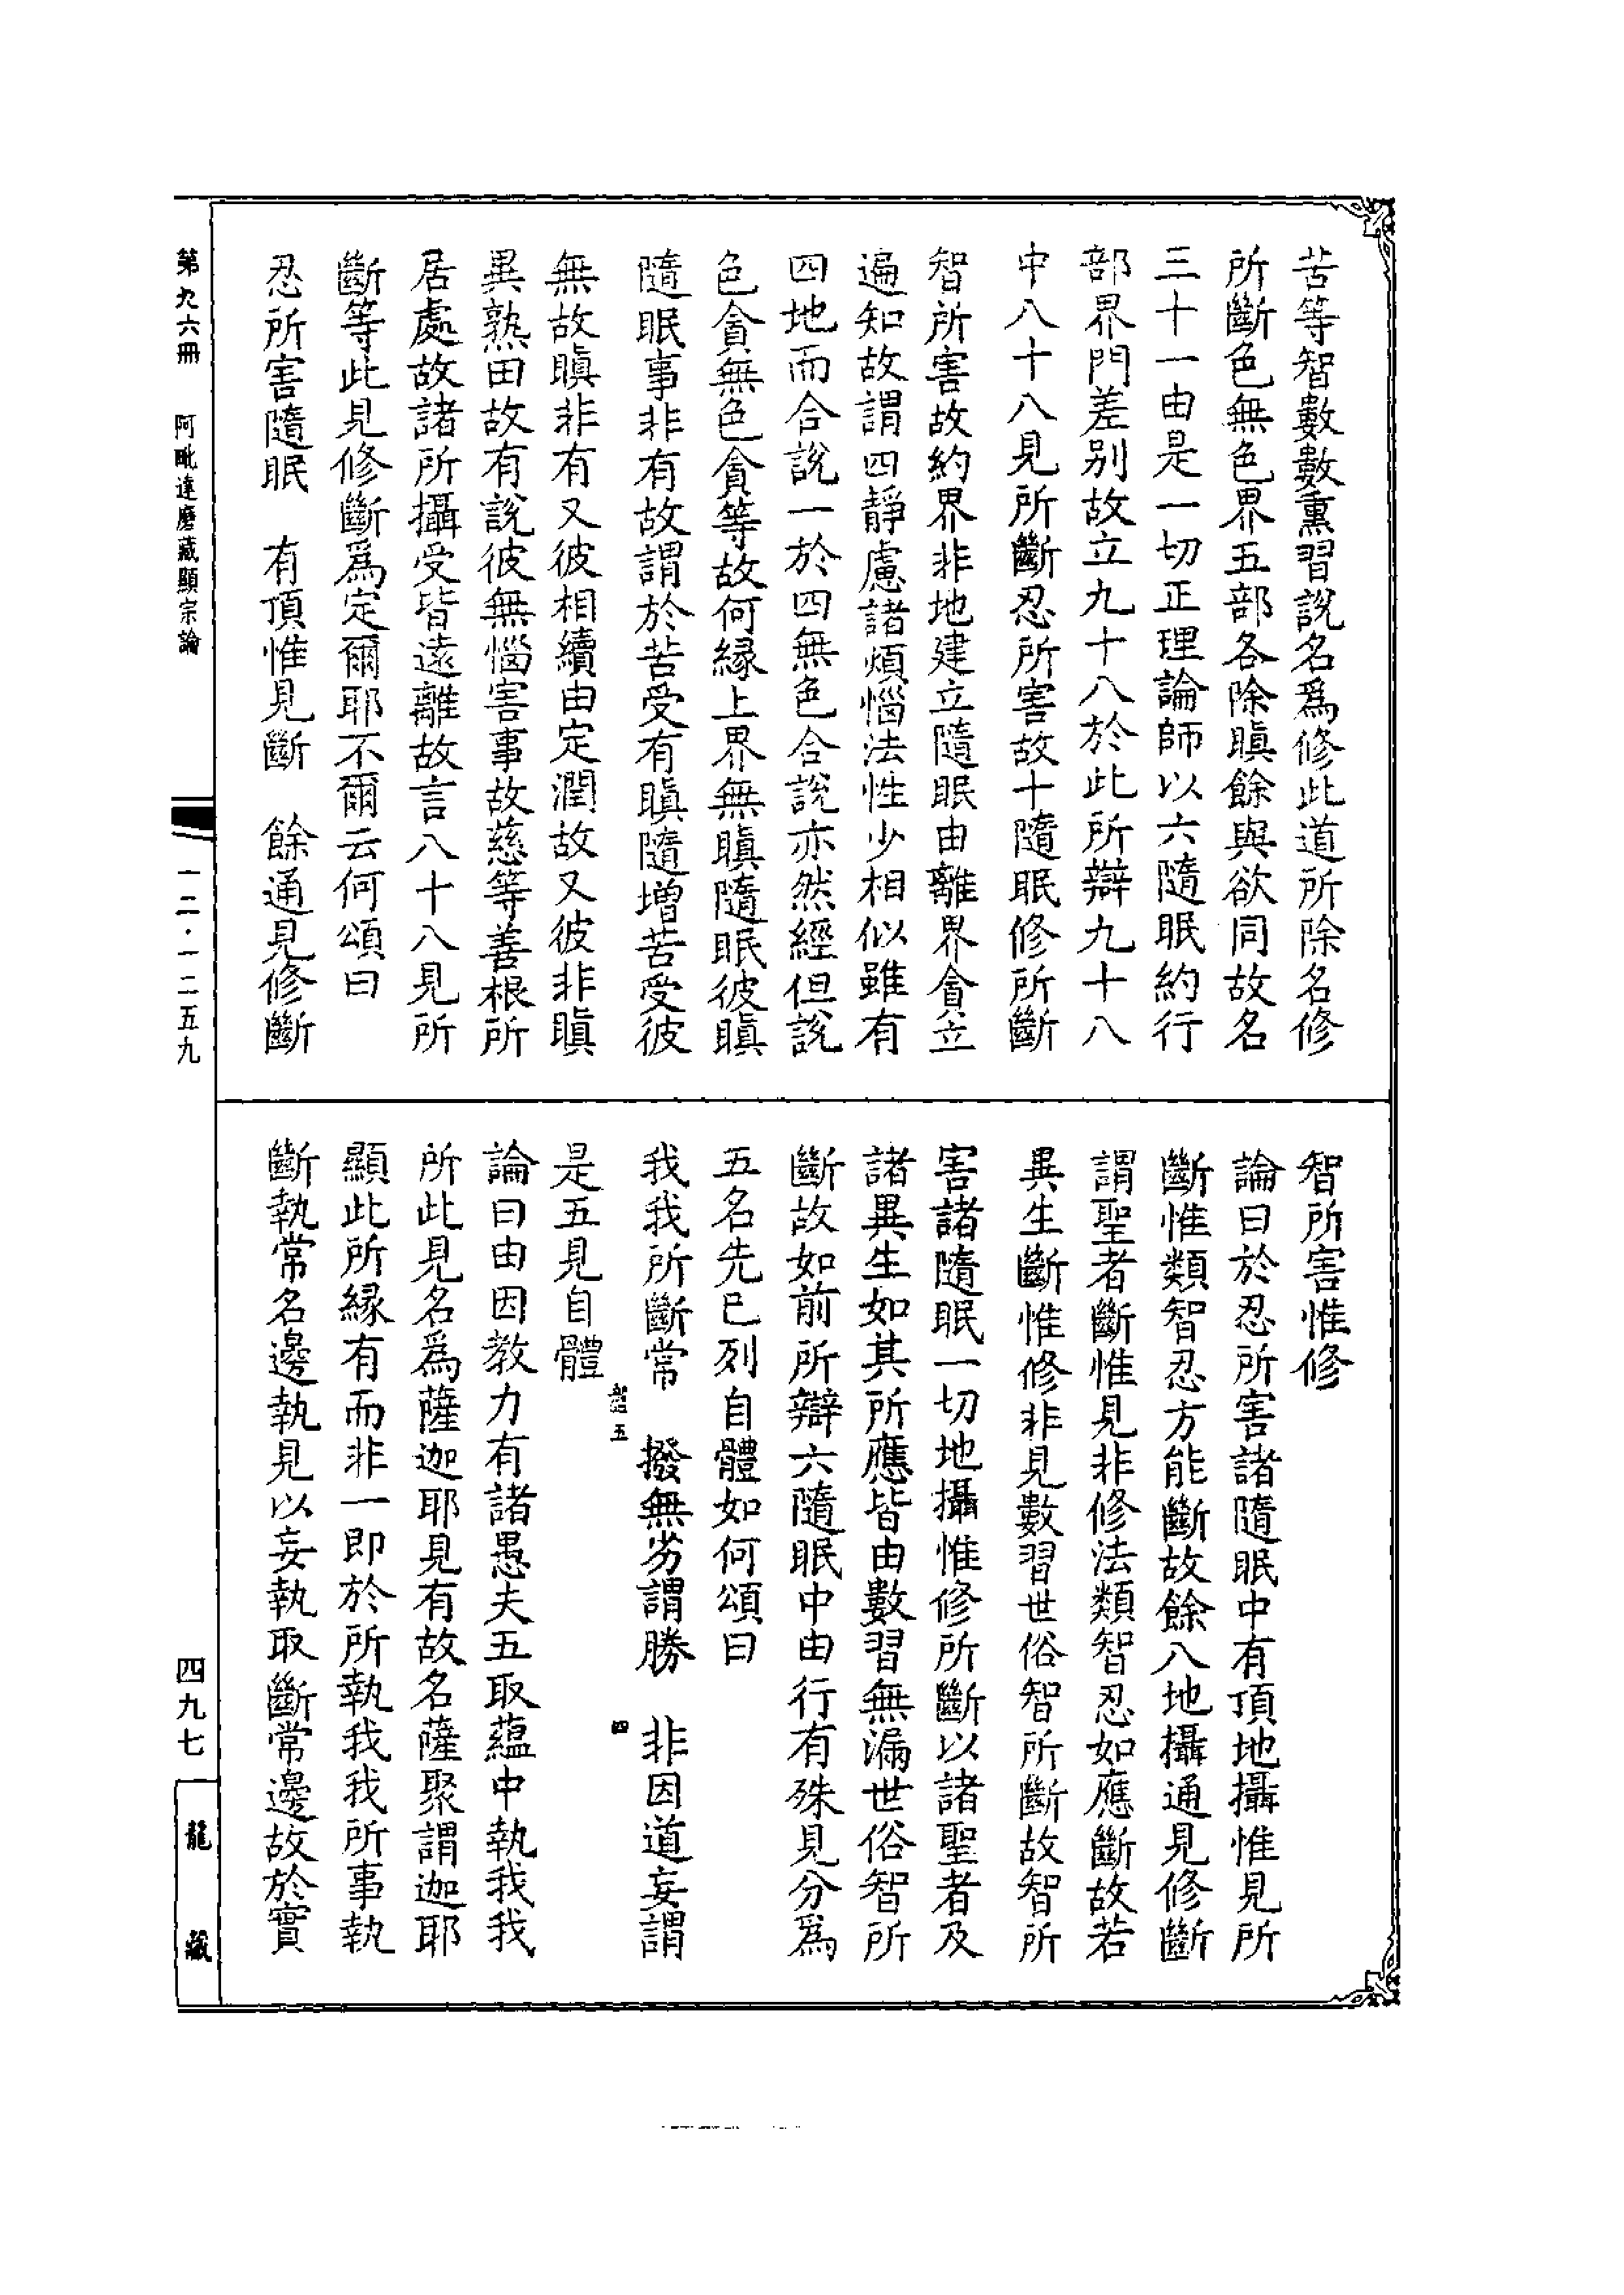 苦等智數數熏習說名爲修此道所除名修
所斷色無色界五部各除瞋餘與欲同故名
三十一由是一切正理論師以六隨眠約行
部界門差別故立九十八於此所辯九十八
中八十八見所斷忍所害故十隨眠修所斷
智所害故約界非地建立隨眠由離界貪立
遍知故謂四靜慮諸煩惱法性少相似雖有
四地而合說一於四無色合說亦然經但說
色貪無色貪等故何緣上界無瞋隨眠彼瞋
隨眠事非有故謂於苦受有瞋隨增苦受彼
無故瞋非有又彼相續由定潤故又彼非瞋
異熟田故有說彼無惱害事故慈等善根所
居處故諸所攝受皆遠離故言八十八見所
斷等此見修斷爲定爾耶不爾云何頌曰
忍所害隨眠　有頂惟見斷　餘通見修斷
智所害惟修
論曰於忍所害諸隨眠中有頂地攝惟見所
斷惟類智忍方能斷故餘八地攝通見修斷
謂聖者斷惟見非修法類智忍如應斷故若
異生斷惟修非見數習世俗智所斷故智所
害諸隨眠一切地攝惟修所斷以諸聖者及
諸異生如其所應皆由數習無漏世俗智所
斷故如前所辯六隨眠中由行有殊見分爲
五名先已列自體如何頌曰
我我所斷常　撥無劣謂勝　非因道妄謂
五　四
是五見自體
論曰由因教力有諸愚夫五取蘊中執我我
所此見名爲薩迦耶見有故名薩聚謂迦耶
顯此所緣有而非一即於所執我我所事執
斷執常名邊執見以妄執取斷常邊故於實
第九六冊　阿毗達磨藏顯宗論
一二·一二五九
四九七
龍藏